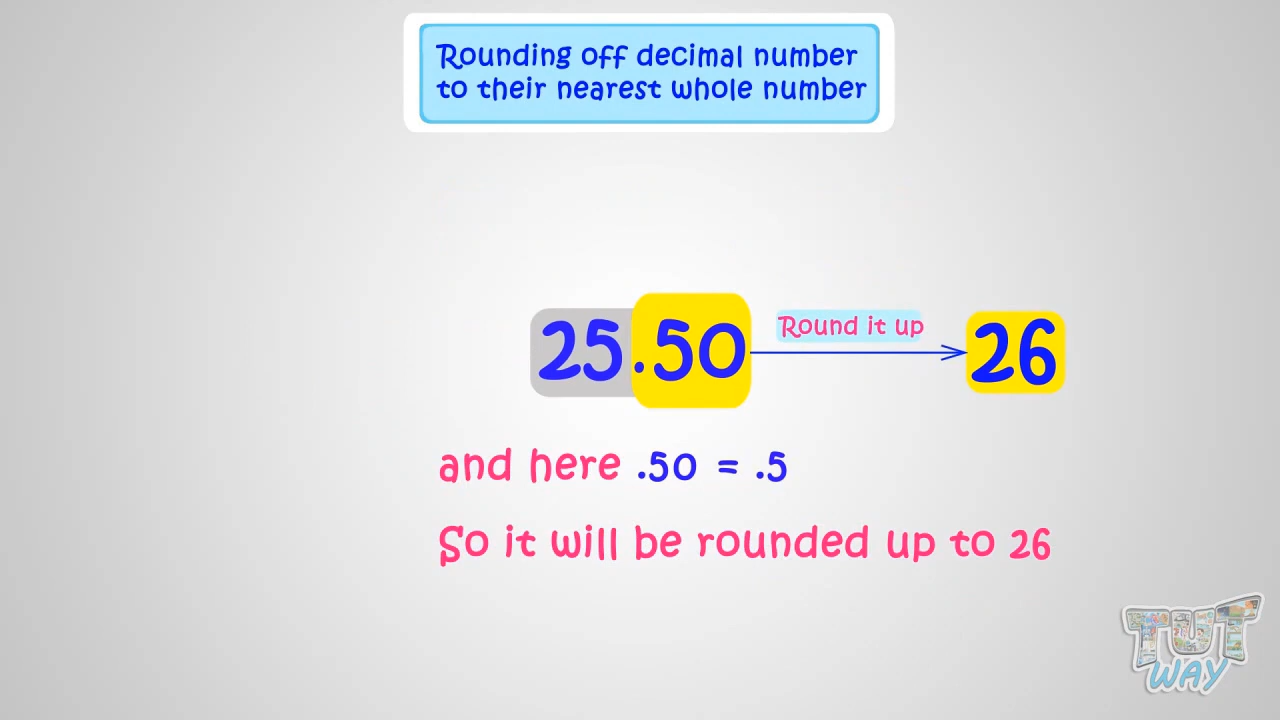 Rounding off decimal number
to their nearest whole number
25.50
Round it up
26
and here .50 = .5
So it will be rounded up to 26
TUT
WAY